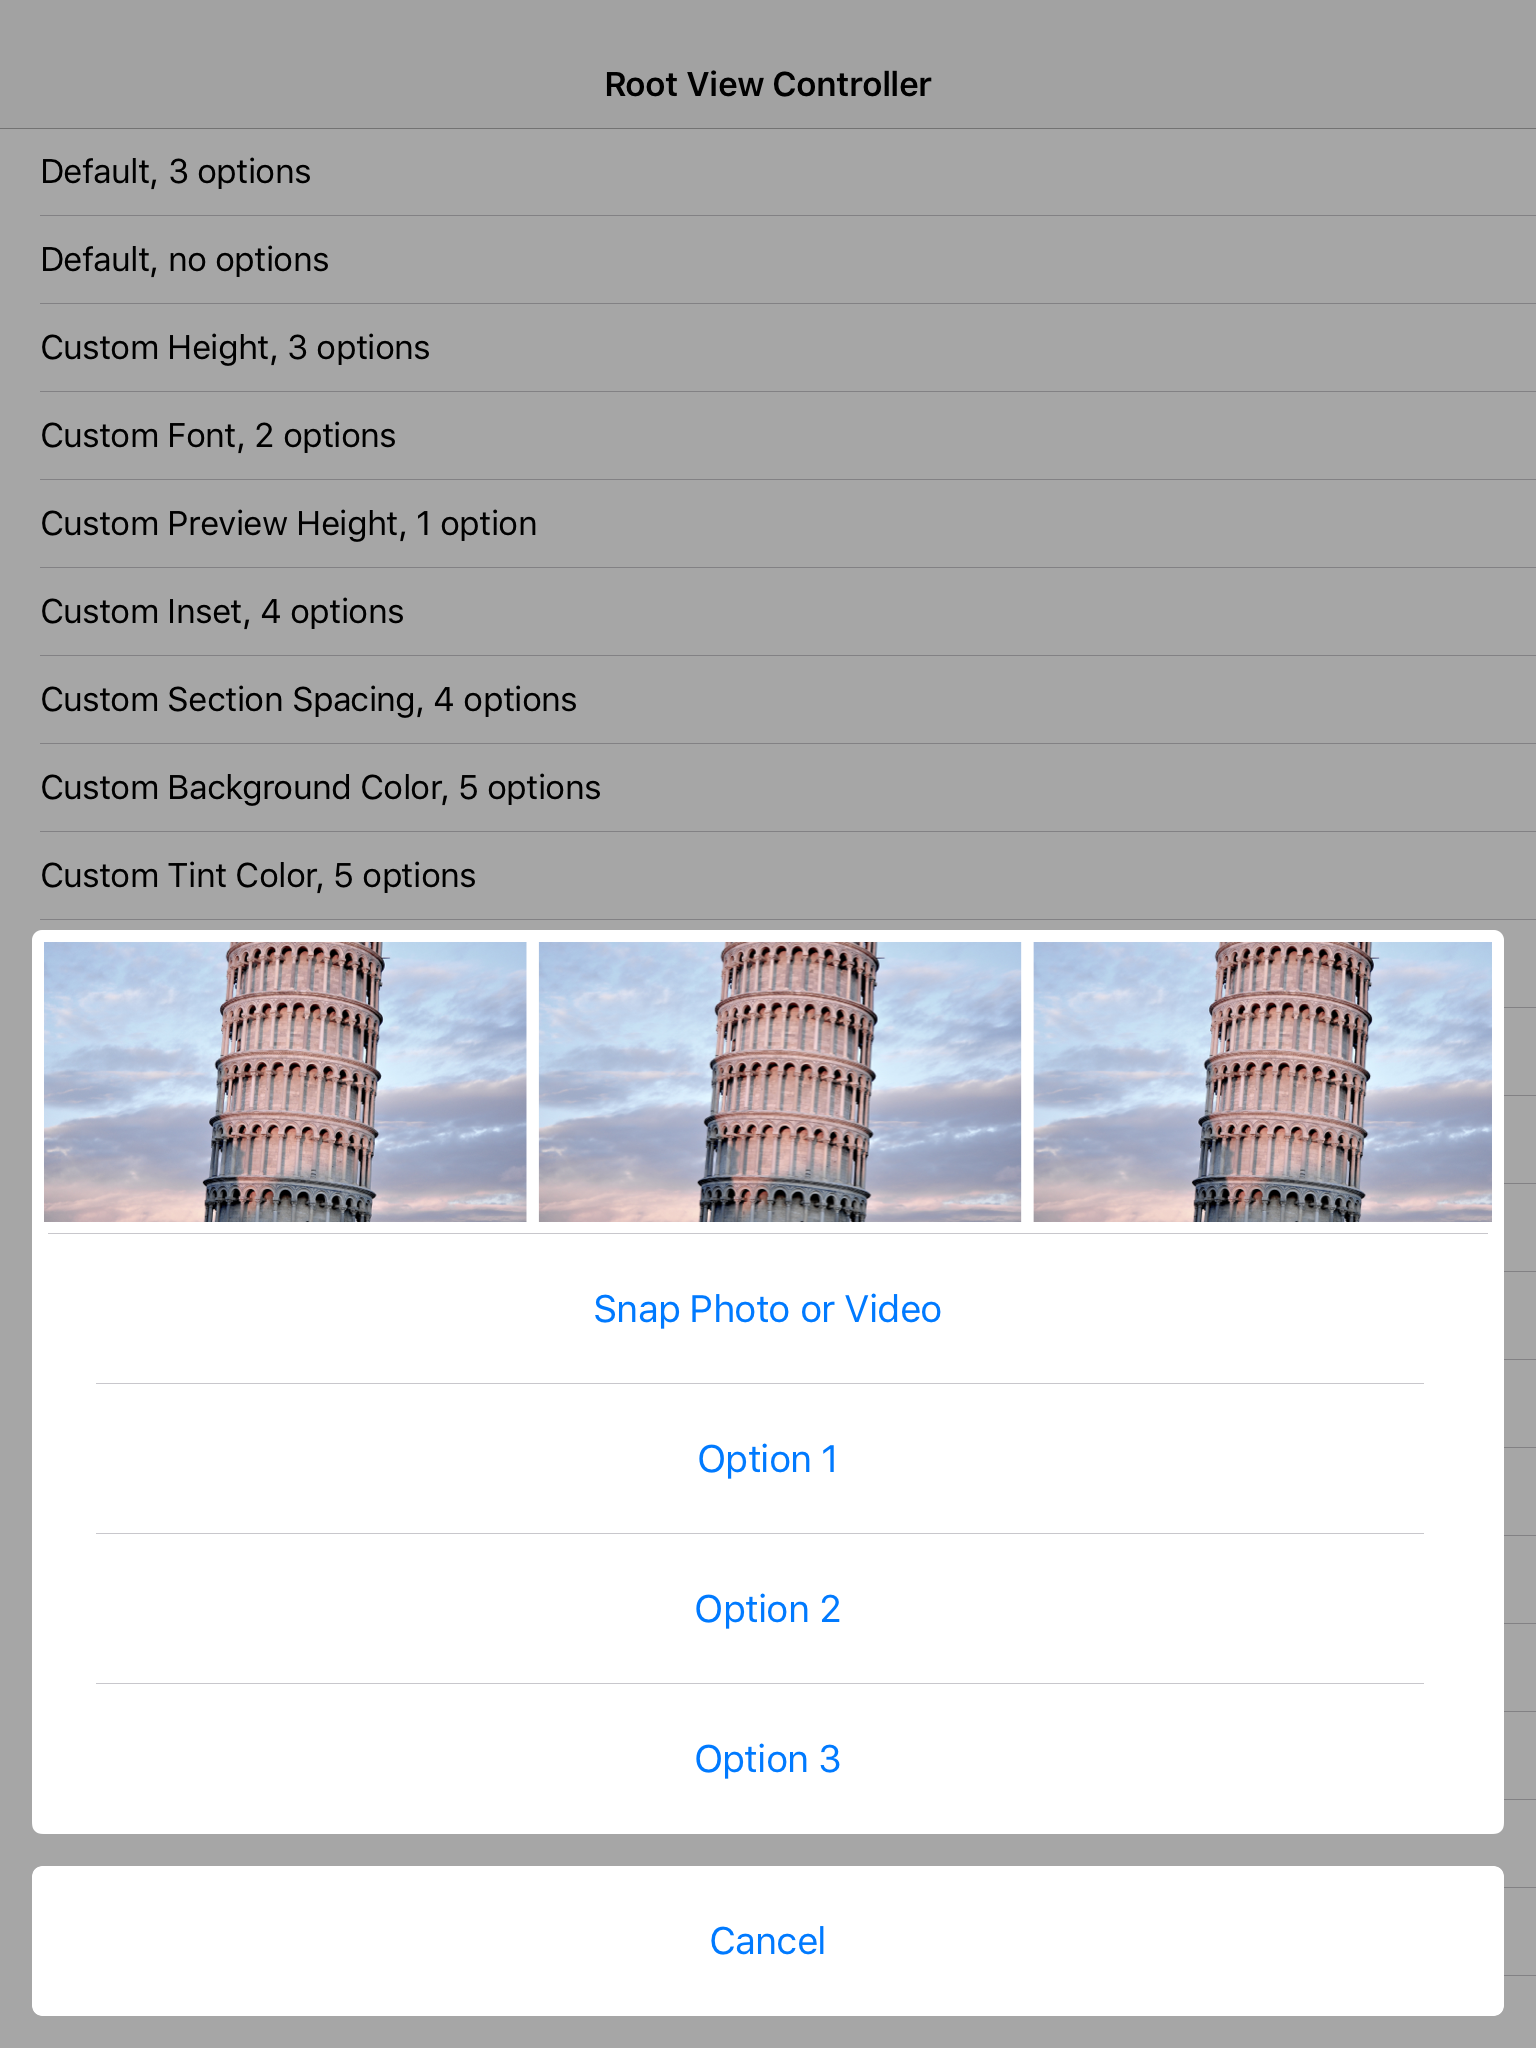 Root View Controller
Default, 3 options
Default, no options
Custom Height, 3 options
Custom Font, 2 options
Custom Preview Height, 1 option
Custom Inset, 4 options
Custom Section Spacing, 4 options
Custom Background Color, 5 options
Custom Tint Color, 5 options
Snap Photo or Video
Option 1
Option 2
Option 3
Cancel